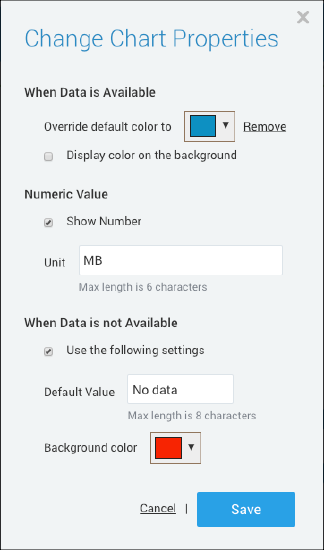 Change Chart Properties
When Data is Available
Override default color to Remove
Display color on the background
Numeric Value
Show Number
Unit MB
Max length is 6 characters
When Data is not Available
Use the following settings
Default Value No data
Max length is 8 characters
Background color
Cancel | Save